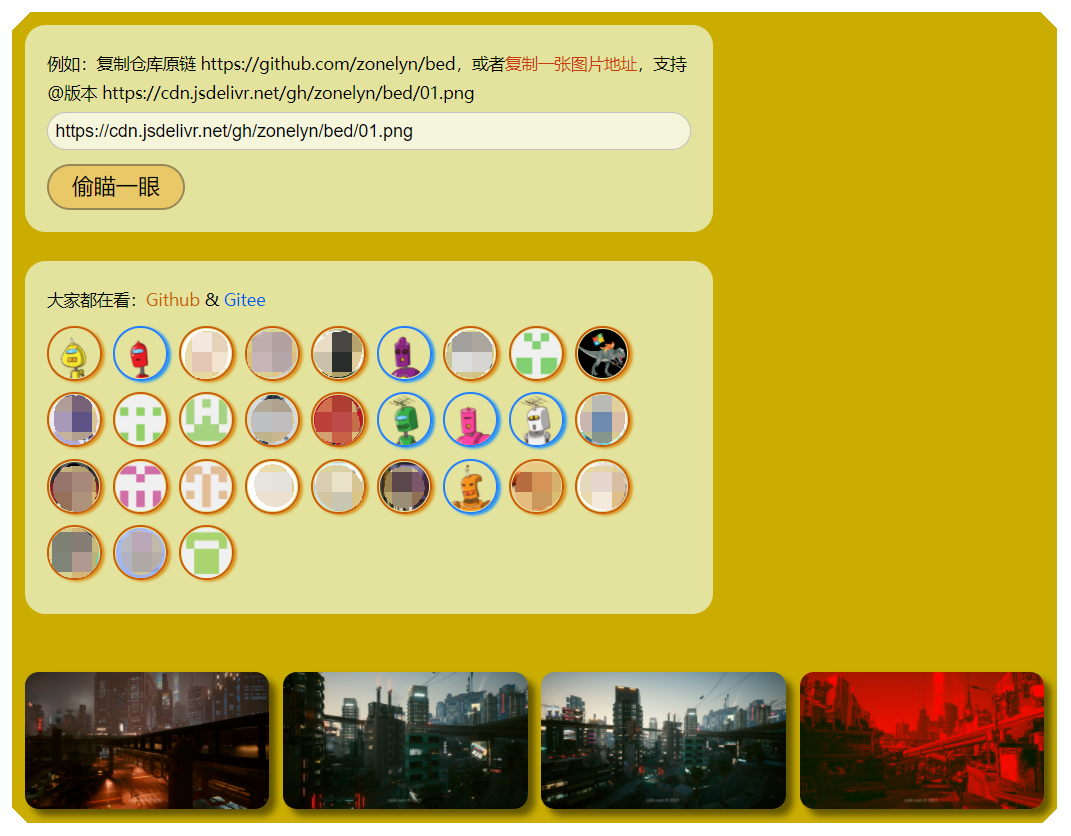 例如：复制仓库原链 https://github.com/zonelyn/bed，或者复制一张图片地址，支持
@版本 https://cdn.jsdelivr.net/gh/zonelyn/bed/01.png
https://cdn.jsdelivr.net/gh/zonelyn/bed/01.png
偷瞄一眼
大家都在看：Github & Gitee